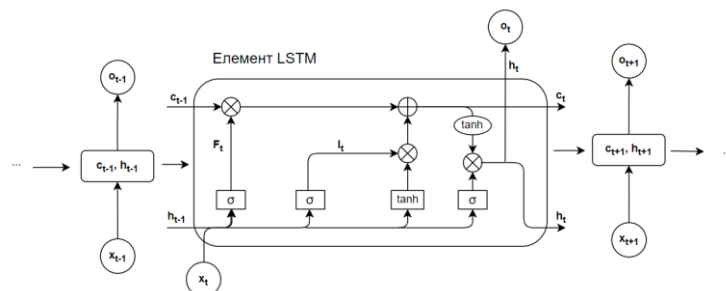 Елемент LSTM
o_t
o_t-1
o_t+1
h_t
c_t-1
c_t
tanh
F_t
I_t
...
c_t-1, h_t-1
c_t+1, h_t+1
σ
σ
tanh
σ
h_t-1
h_t
x_t-1
x_t
x_t+1